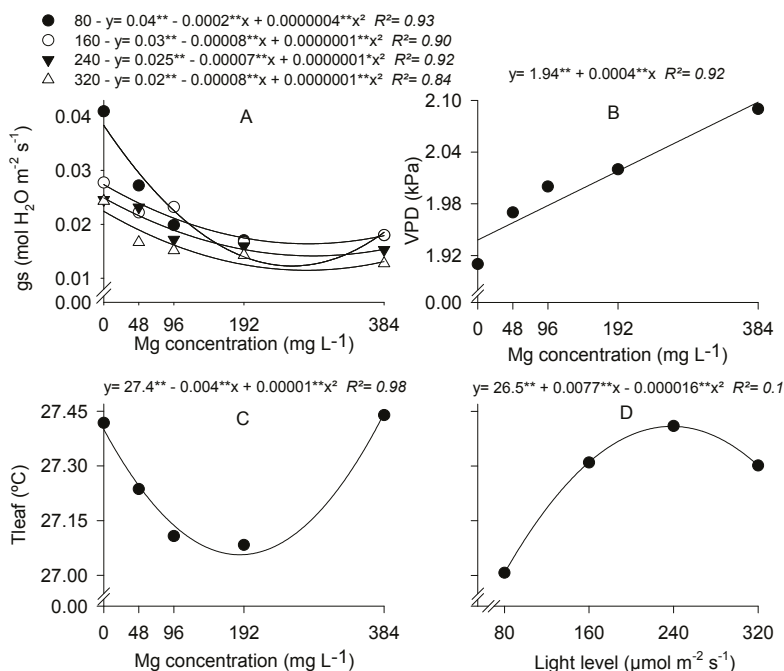 80 - y= 0.04** - 0.0002**x + 0.0000004**x² R²= 0.93
160 - y= 0.03** - 0.00008**x + 0.0000001**x² R²= 0.90
240 - y= 0.025** - 0.00007**x + 0.0000001*x² R²= 0.92
320 - y= 0.02** - 0.00008**x + 0.0000001**x² R²= 0.84
A
0.04
0.03
0.02
0.01
0.00
gs (mol H₂O m⁻² s⁻¹)
0 48 96 192 384
Mg concentration (mg L⁻¹)
y= 1.94** + 0.0004**x R²= 0.92
B
2.10
2.04
1.98
1.92
0.00
VPD (kPa)
0 48 96 192 384
Mg concentration (mg L⁻¹)
y= 27.4** - 0.004**x + 0.00001**x² R²= 0.98
C
27.45
27.30
27.15
27.00
0.00
Tleaf (ºC)
0 48 96 192 384
Mg concentration (mg L⁻¹)
y= 26.5** + 0.0077**x - 0.000016**x² R²= 0.1
D
80 160 240 320
Light level (µmol m⁻² s⁻¹)